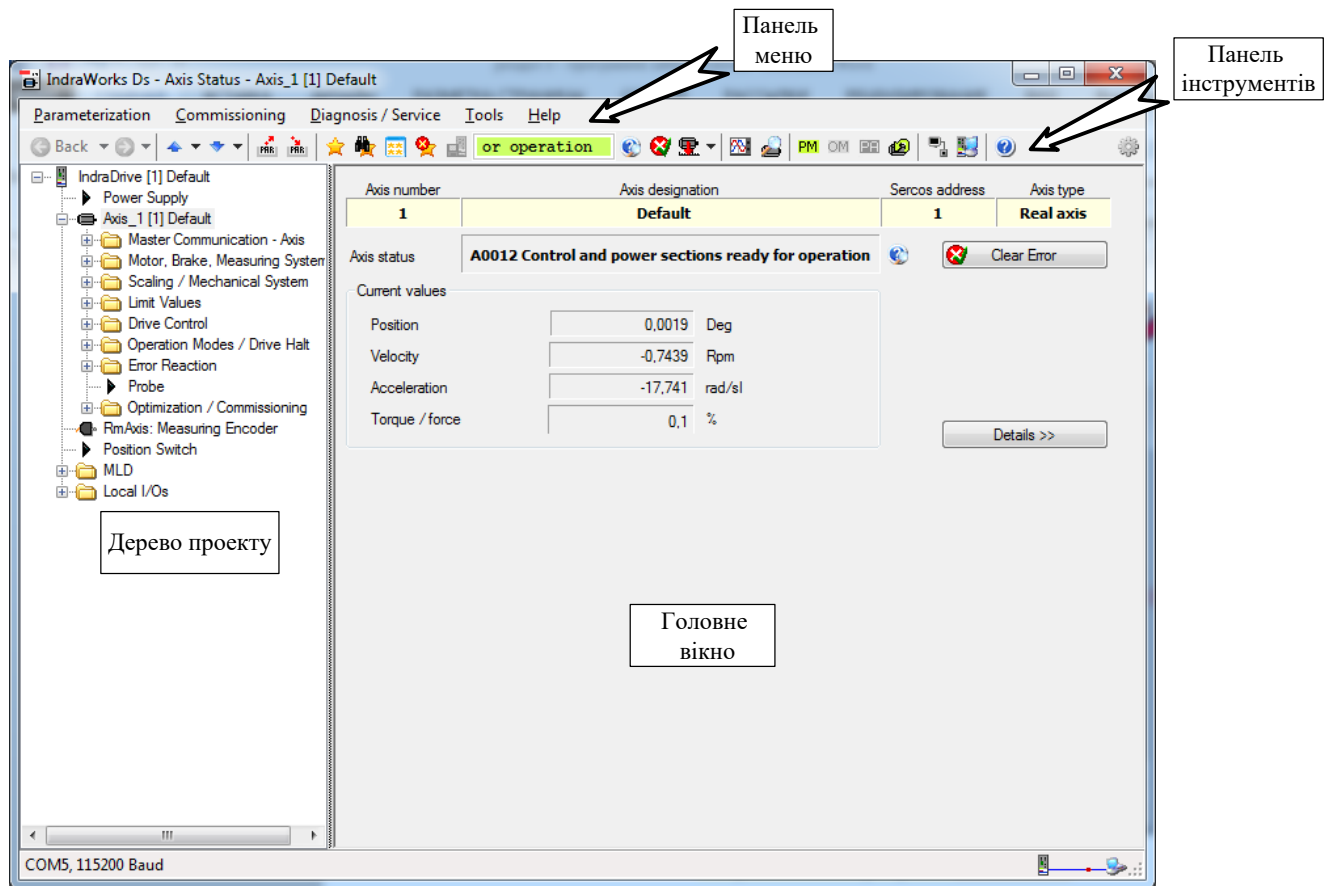 Панель
меню
Панель
інструментів
IndraWorks Ds - Axis Status - Axis_1 [1] Default
Parameterization Commissioning Diagnosis / Service Tools Help
Back PAR PAR or operation PM OM
IndraDrive [1] Default
Power Supply
Axis_1 [1] Default
Master Communication - Axis
Motor, Brake, Measuring System
Scaling / Mechanical System
Limit Values
Drive Control
Operation Modes / Drive Halt
Error Reaction
Probe
Optimization / Commissioning
RmAxis: Measuring Encoder
Position Switch
MLD
Local I/Os
Дерево проекту
Axis number Axis designation Sercos address Axis type
1 Default 1 Real axis
Axis status A0012 Control and power sections ready for operation Clear Error
Current values
Position 0,0019 Deg
Velocity -0,7439 Rpm
Acceleration -17,741 rad/sl
Torque / force 0,1 %
Details >>
Головне
вікно
COM5, 115200 Baud